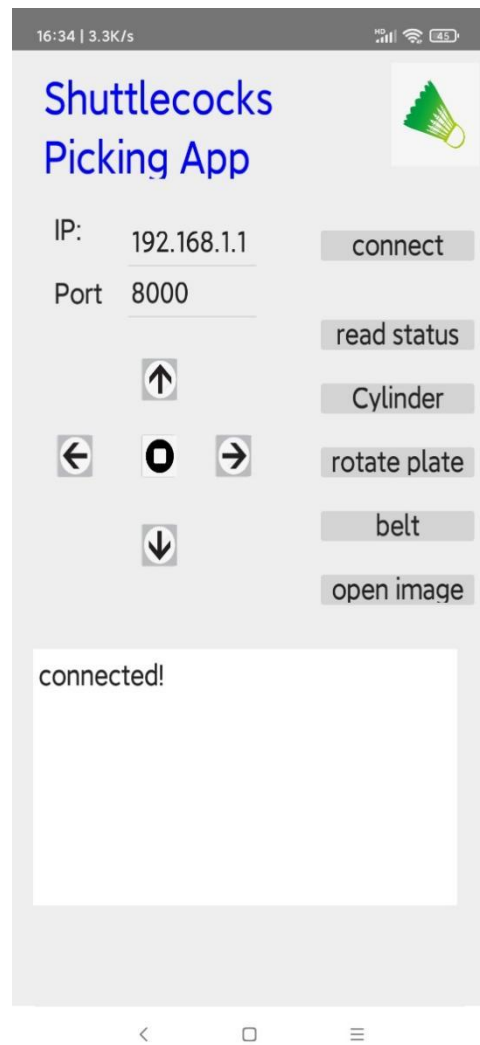 16:34 | 3.3K/s
HD
45
Shuttlecocks
Picking App
IP:
192.168.1.1
connect
Port
8000
read status
Cylinder
rotate plate
belt
open image
connected!